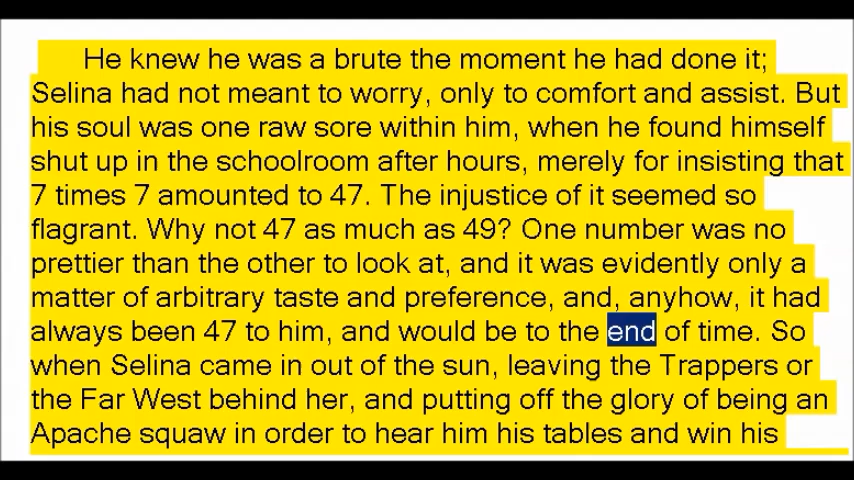 He knew he was a brute the moment he had done it;
Selina had not meant to worry, only to comfort and assist. But
his soul was one raw sore within him, when he found himself
shut up in the schoolroom after hours, merely for insisting that
7 times 7 amounted to 47. The injustice of it seemed so
flagrant. Why not 47 as much as 49? One number was no
prettier than the other to look at, and it was evidently only a
matter of arbitrary taste and preference, and, anyhow, it had
always been 47 to him, and would be to the end of time. So
when Selina came in out of the sun, leaving the Trappers or
the Far West behind her, and putting off the glory of being an
Apache squaw in order to hear him his tables and win his